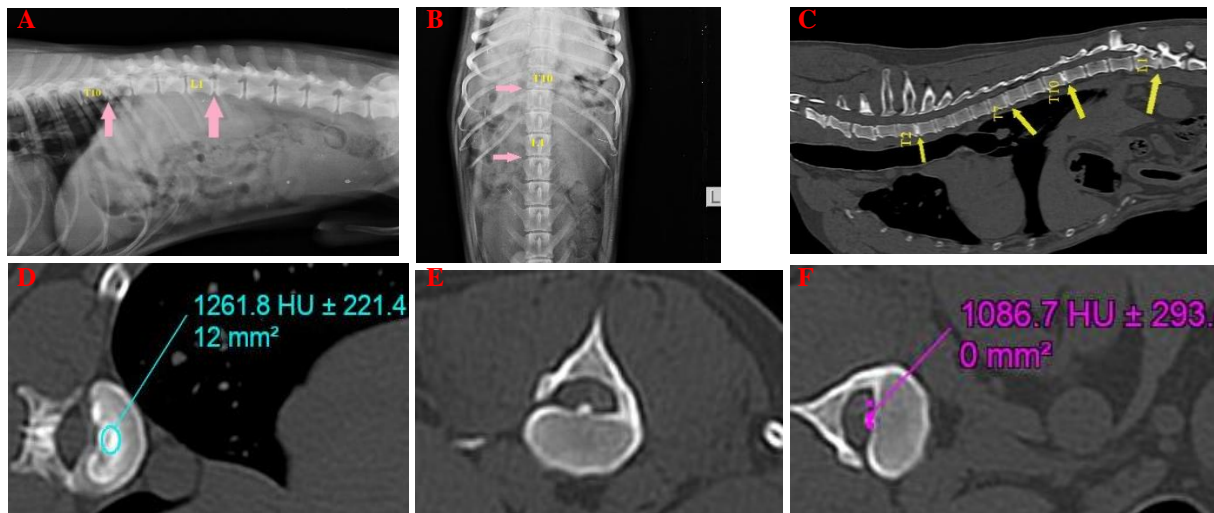 A
T10
L1
B
T10
L1
L
C
T2
T7
T10
L1
D
1261.8 HU ± 221.4
12 mm²
E
F
1086.7 HU ± 293.
0 mm²